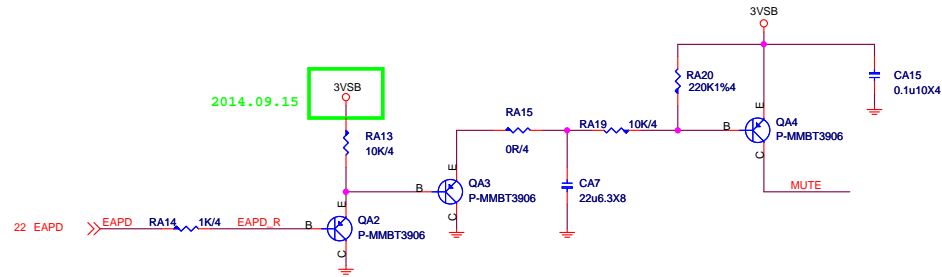 3VSB
3VSB
2014.09.15
RA20
220K1%4
CA15
0.1u10X4
RA13
10K/4
RA15
0R/4
RA19 10K/4
B
E
C
QA4
P-MMBT3906
MUTE
B
E
C
QA3
P-MMBT3906
CA7
22u6.3X8
22 EAPD
EAPD
RA14 1K/4
EAPD_R
B
E
C
QA2
P-MMBT3906